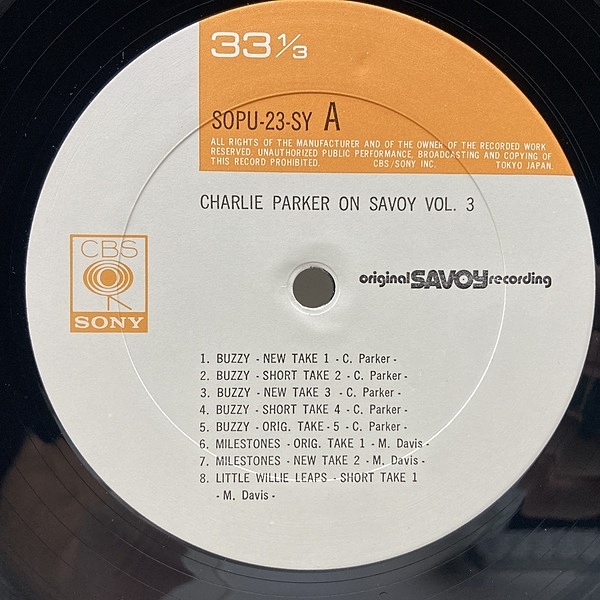 33 1/3
SOPU-23-SY A
ALL RIGHTS OF THE MANUFACTURER AND OF THE OWNER OF THE RECORDED WORK
RESERVED. UNAUTHORIZED PUBLIC PERFORMANCE, BROADCASTING AND COPYING OF
THIS RECORD PROHIBITED. CBS/SONY INC. TOKYO JAPAN.
CHARLIE PARKER ON SAVOY VOL. 3
CBS
SONY
original SAVOY recording
1. BUZZY - NEW TAKE 1 - C. Parker -
2. BUZZY - SHORT TAKE 2 - C. Parker -
3. BUZZY - NEW TAKE 3 - C. Parker -
4. BUZZY - SHORT TAKE 4 - C. Parker -
5. BUZZY - ORIG. TAKE - 5 - C. Parker -
6. MILESTONES - ORIG. TAKE 1 - M. Davis -
7. MILESTONES - NEW TAKE 2 - M. Davis -
8. LITTLE WILLIE LEAPS - SHORT TAKE 1
- M. Davis -